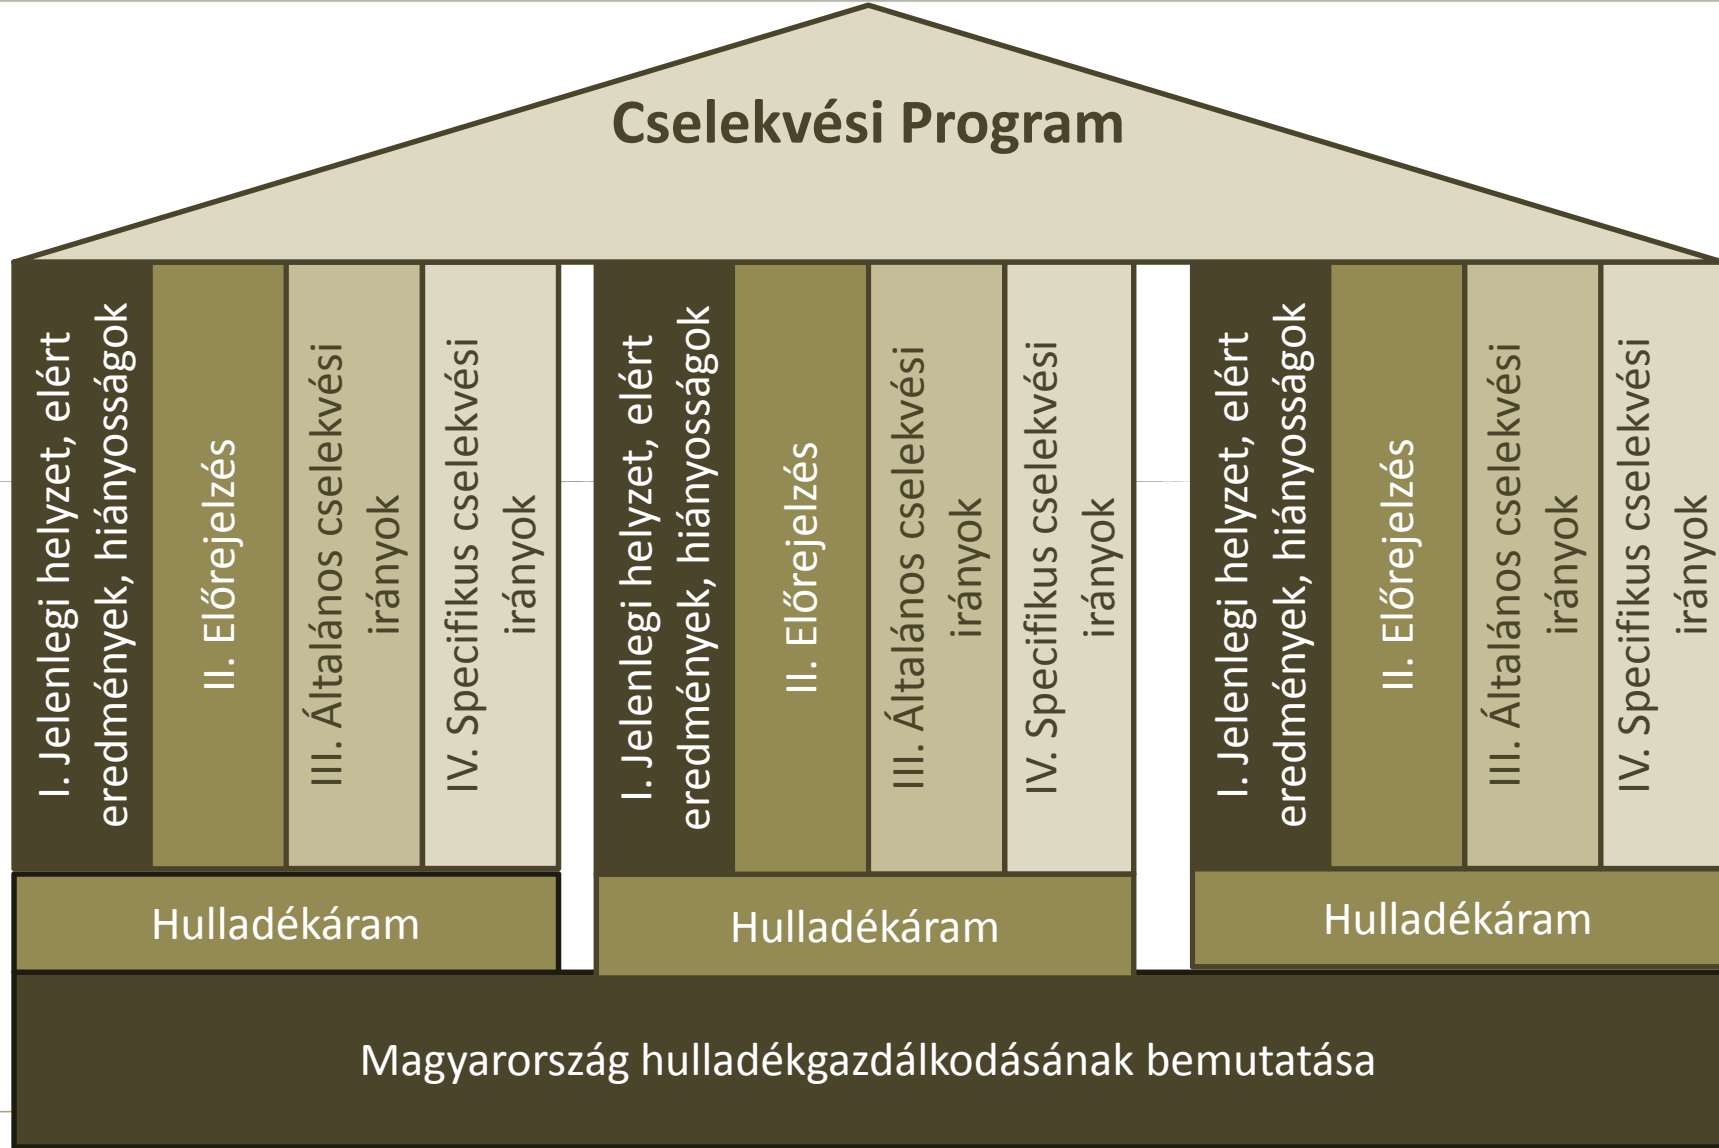 Cselekvési Program
I. Jelenlegi helyzet, elért
eredmények, hiányosságok
II. Előrejelzés
III. Általános cselekvési
irányok
IV. Specifikus cselekvési
irányok
I. Jelenlegi helyzet, elért
eredmények, hiányosságok
II. Előrejelzés
III. Általános cselekvési
irányok
IV. Specifikus cselekvési
irányok
I. Jelenlegi helyzet, elért
eredmények, hiányosságok
II. Előrejelzés
III. Általános cselekvési
irányok
IV. Specifikus cselekvési
irányok
Hulladékáram
Hulladékáram
Hulladékáram
Magyarország hulladékgazdálkodásának bemutatása